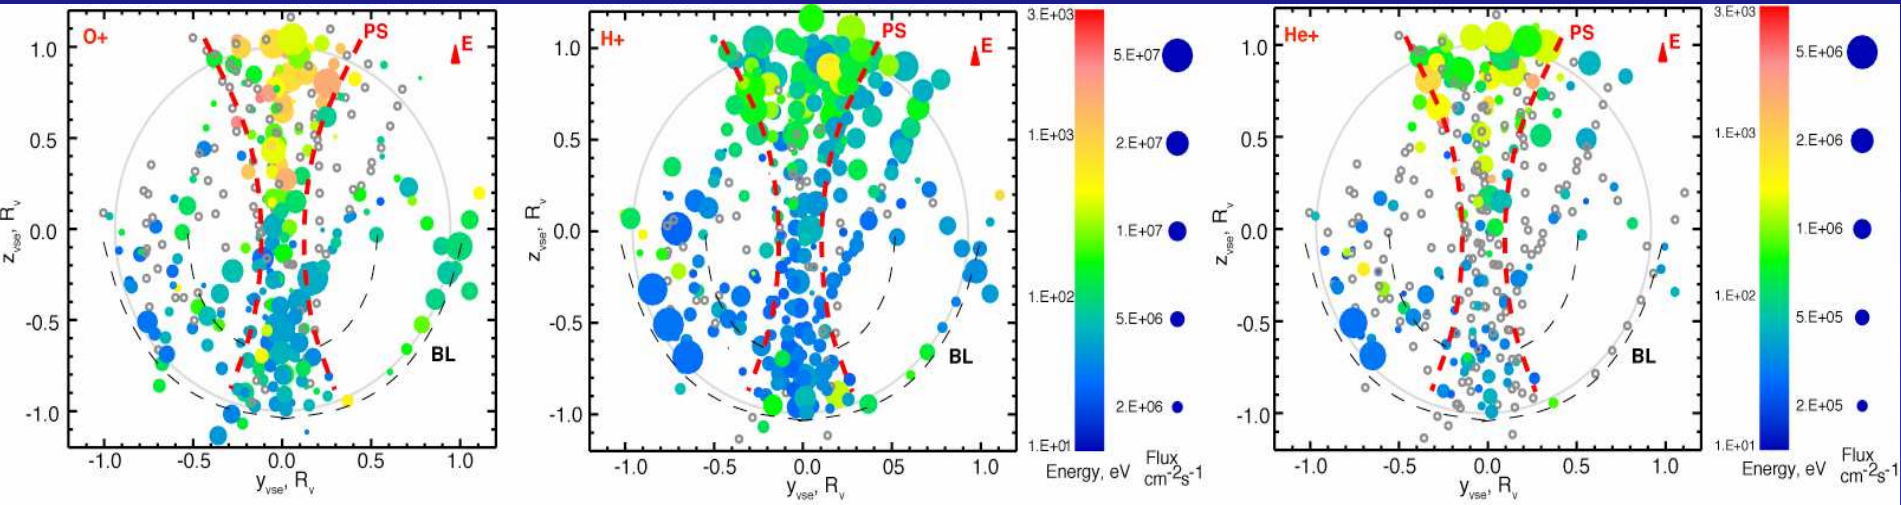 O+
PS
E
BL
1.0
0.5
0.0
-0.5
-1.0
z_vse, R_v
-1.0 -0.5 0.0 0.5 1.0
y_vse, R_v
H+
PS
E
BL
1.0
0.5
0.0
-0.5
-1.0
z_vse, R_v
-1.0 -0.5 0.0 0.5 1.0
y_vse, R_v
3.E+03
1.E+03
1.E+02
1.E+01
Energy, eV
5.E+07
2.E+07
1.E+07
5.E+06
2.E+06
Flux
cm-2s-1
He+
PS
E
BL
1.0
0.5
0.0
-0.5
-1.0
z_vse, R_v
-1.0 -0.5 0.0 0.5 1.0
y_vse, R_v
3.E+03
1.E+03
1.E+02
1.E+01
Energy, eV
5.E+06
2.E+06
1.E+06
5.E+05
2.E+05
Flux
cm-2s-1